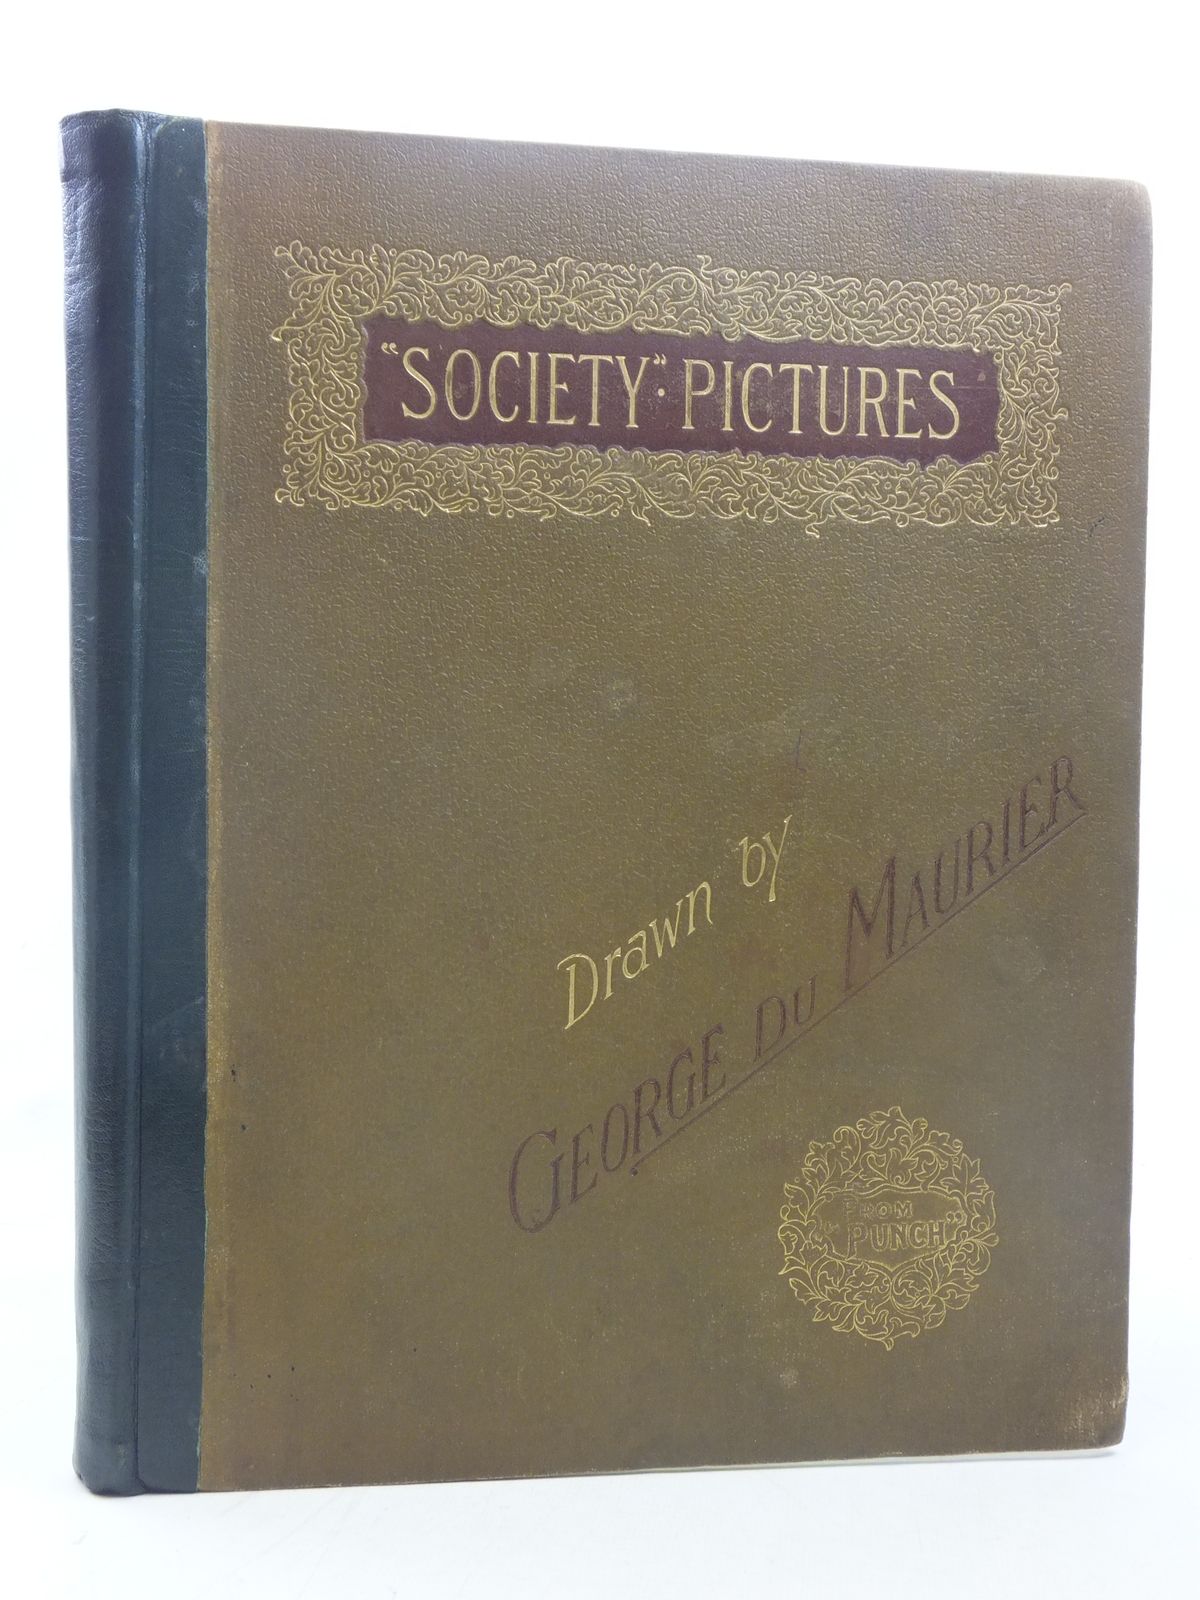 "SOCIETY" · PICTURES
Drawn by
GEORGE DU MAURIER
FROM
"PUNCH"